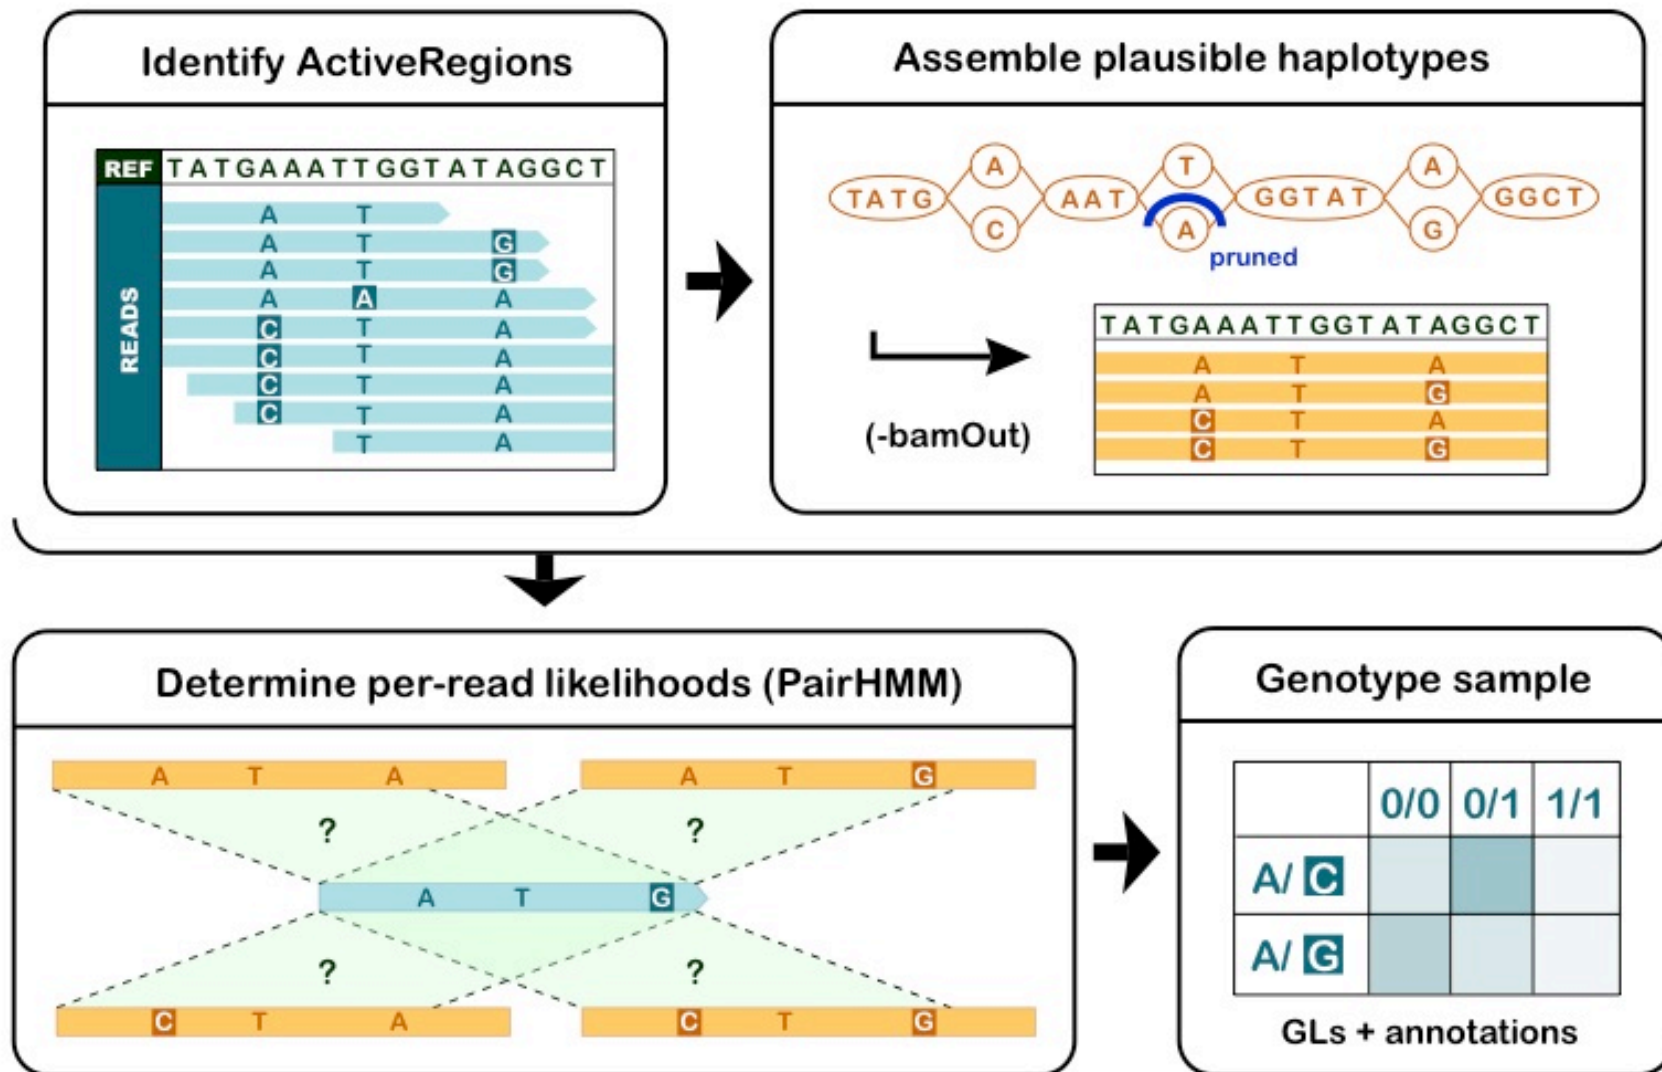 Identify ActiveRegions
REF TATGAAATTGGTATAGGCT
READS
A T
A T G
A T G
A A A
C T A
C T A
C T A
C T A
T A
Assemble plausible haplotypes
A T A
TATG AAT GGTAT GGCT
C A G
pruned
(-bamOut)
TATGAAATTGGTATAGGCT
A T A
A T G
C T A
C T G
Determine per-read likelihoods (PairHMM)
A T A A T G
? ?
A T G
? ?
C T A C T G
Genotype sample
0/0 0/1 1/1
A/ C
A/ G
GLs + annotations